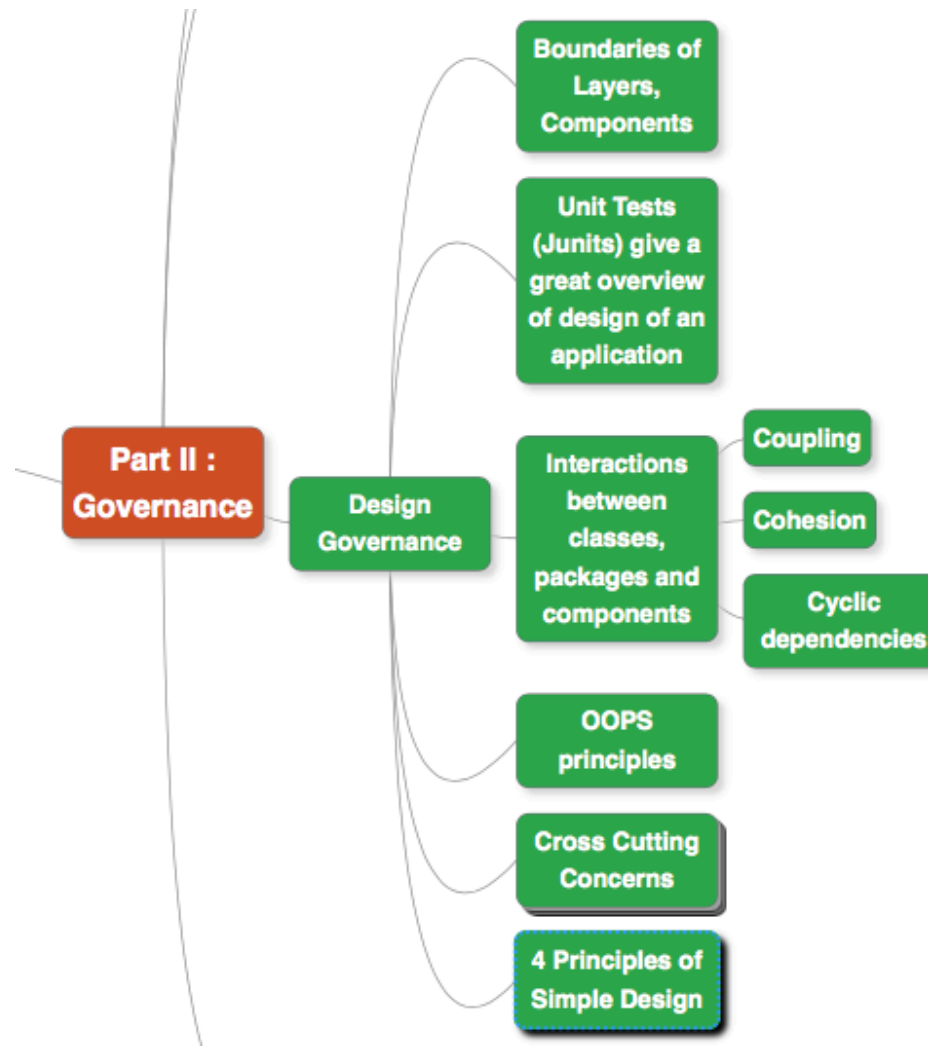 Boundaries of
Layers,
Components
Unit Tests
(Junits) give a
great overview
of design of an
application
Part II :
Governance
Design
Governance
Interactions
between
classes,
packages and
components
Coupling
Cohesion
Cyclic
dependencies
OOPS
principles
Cross Cutting
Concerns
4 Principles of
Simple Design